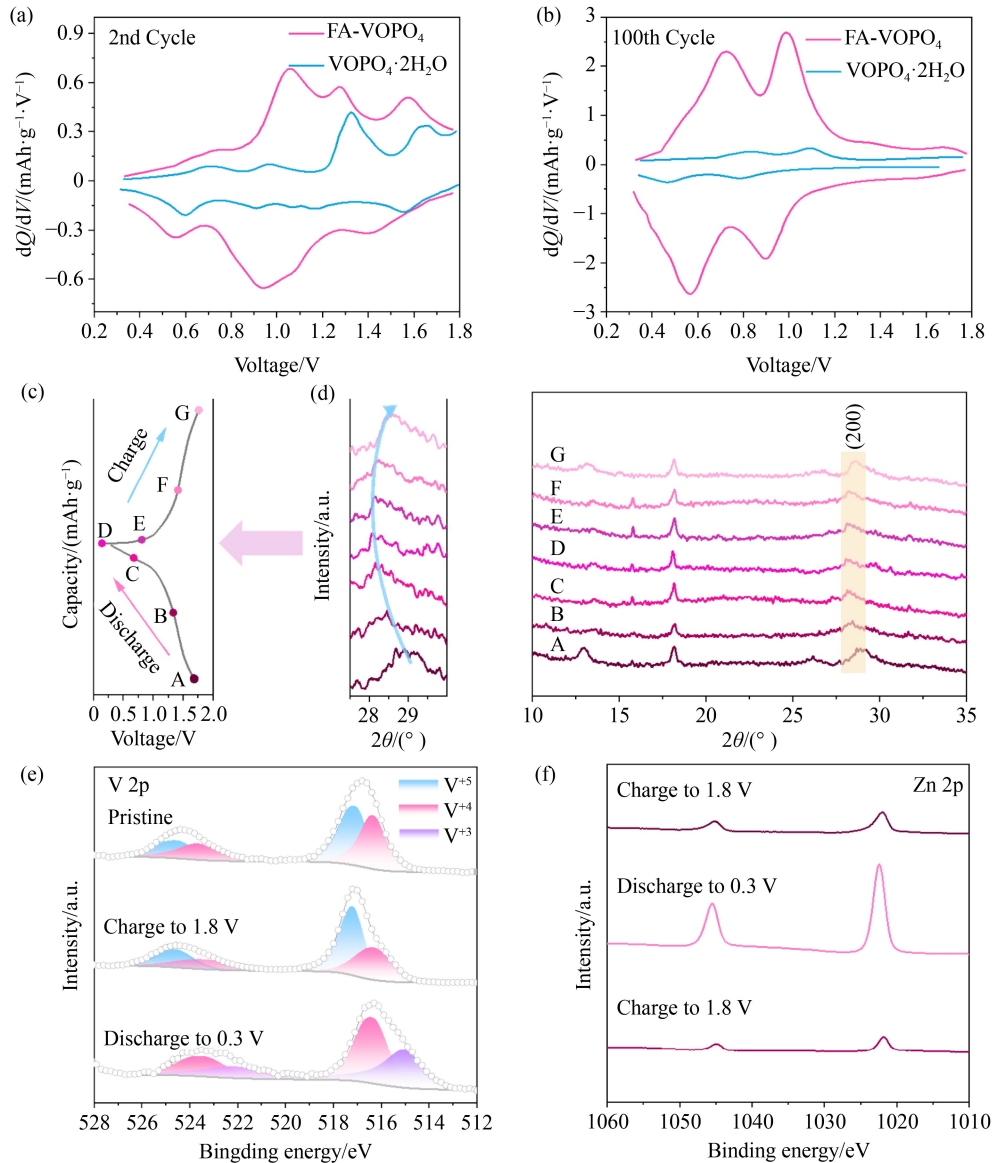 (a)
2nd Cycle
FA-VOPO₄
VOPO₄·2H₂O
0.9
0.6
0.3
0
−0.3
−0.6
dQ/dV/(mAh·g⁻¹·V⁻¹)
0.2 0.4 0.6 0.8 1.0 1.2 1.4 1.6 1.8
Voltage/V
(b)
100th Cycle
FA-VOPO₄
VOPO₄·2H₂O
3
2
1
0
−1
−2
−3
dQ/dV/(mAh·g⁻¹·V⁻¹)
0.2 0.4 0.6 0.8 1.0 1.2 1.4 1.6 1.8
Voltage/V
(c)
G
Charge
F
E
D
C
B
Discharge
A
Capacity/(mAh·g⁻¹)
0 0.5 1.0 1.5 2.0
Voltage/V
(d)
Intensity/a.u.
28 29
2θ/(° )
(200)
G
F
E
D
C
B
A
10 15 20 25 30 35
2θ/(° )
(e)
V 2p
Pristine
V⁺⁵
V⁺⁴
V⁺³
Charge to 1.8 V
Discharge to 0.3 V
Intensity/a.u.
528 526 524 522 520 518 516 514 512
Bingding energy/eV
(f)
Zn 2p
Charge to 1.8 V
Discharge to 0.3 V
Charge to 1.8 V
Intensity/a.u.
1060 1050 1040 1030 1020 1010
Binding energy/eV